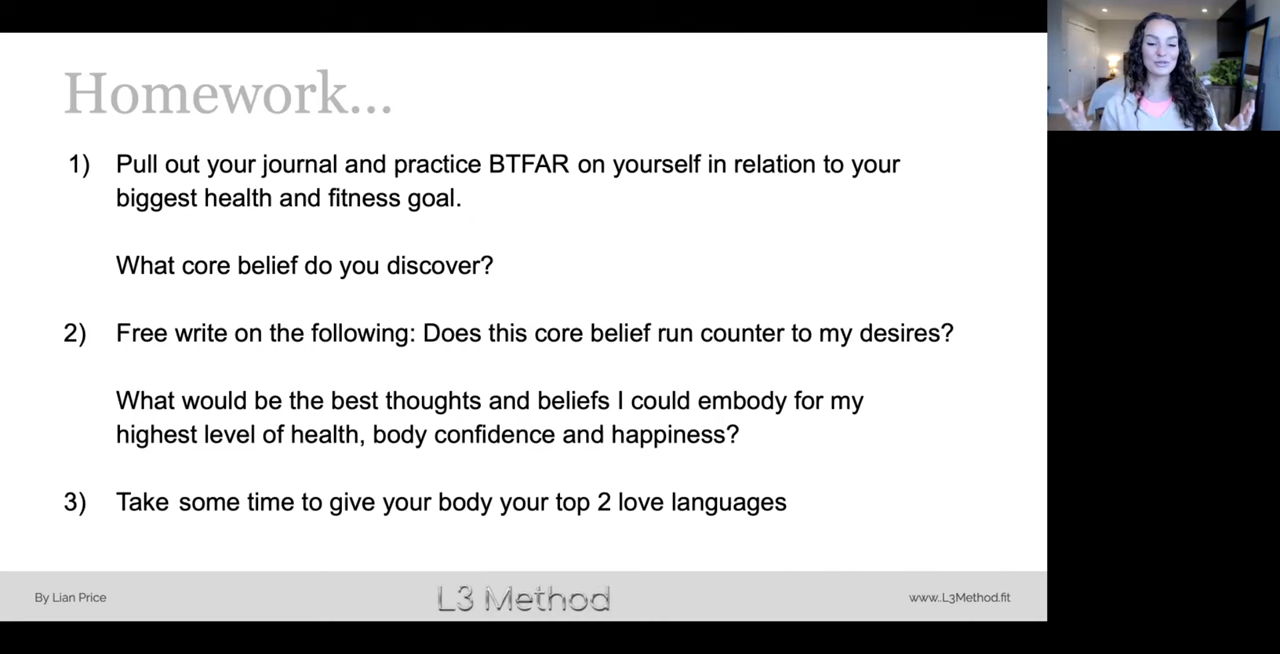 Homework...
1) Pull out your journal and practice BTFAR on yourself in relation to your
biggest health and fitness goal.
What core belief do you discover?
2) Free write on the following: Does this core belief run counter to my desires?
What would be the best thoughts and beliefs I could embody for my
highest level of health, body confidence and happiness?
3) Take some time to give your body your top 2 love languages
By Lian Price
L3 Method
www..L3Method.fit